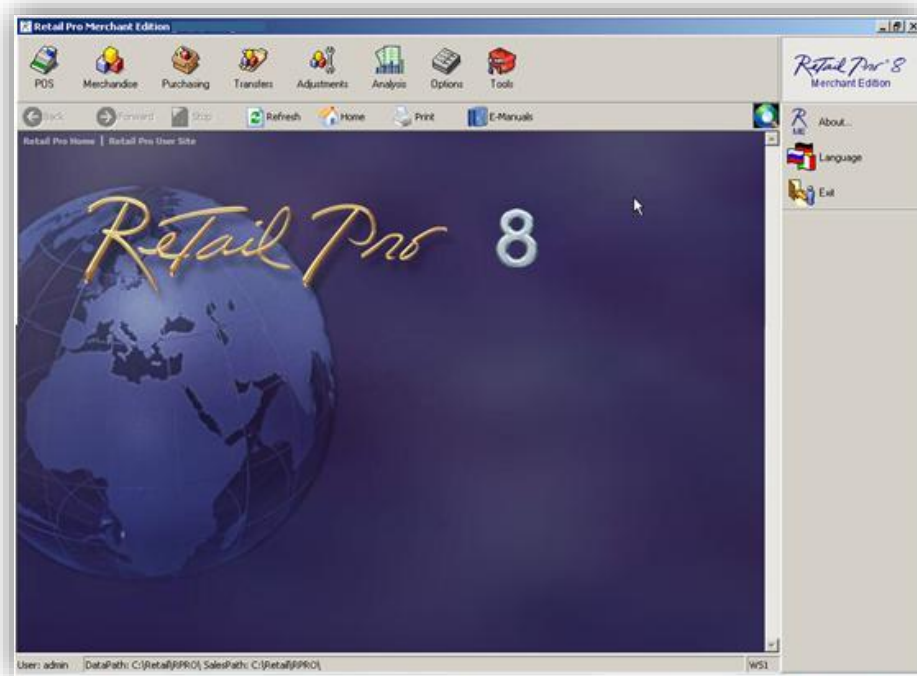 Retail Pro Merchant Edition
POS Merchandise Purchasing Transfers Adjustments Analysis Options Tools
Back Forward Stop Refresh Home Print E-Manuals
Retail Pro Home | Retail Pro User Site
Retail Pro 8
Retail Pro 8
Merchant Edition
R
ME
About...
Language
Exit
User: admin DataPath: C:\Retail\RPRO\, SalesPath: C:\Retail\RPRO\, WS1